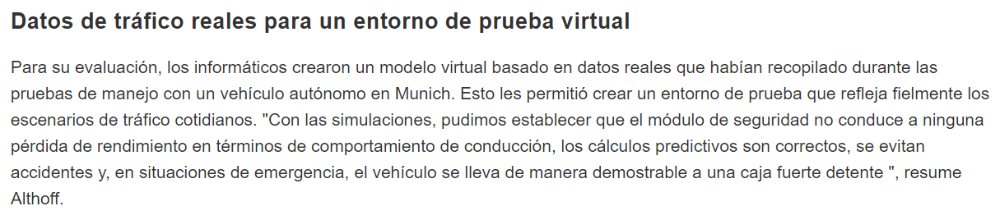 Datos de tráfico reales para un entorno de prueba virtual
Para su evaluación, los informáticos crearon un modelo virtual basado en datos reales que habían recopilado durante las
pruebas de manejo con un vehículo autónomo en Munich. Esto les permitió crear un entorno de prueba que refleja fielmente los
escenarios de tráfico cotidianos. "Con las simulaciones, pudimos establecer que el módulo de seguridad no conduce a ninguna
pérdida de rendimiento en términos de comportamiento de conducción, los cálculos predictivos son correctos, se evitan
accidentes y, en situaciones de emergencia, el vehículo se lleva de manera demostrable a una caja fuerte detente ", resume
Althoff.